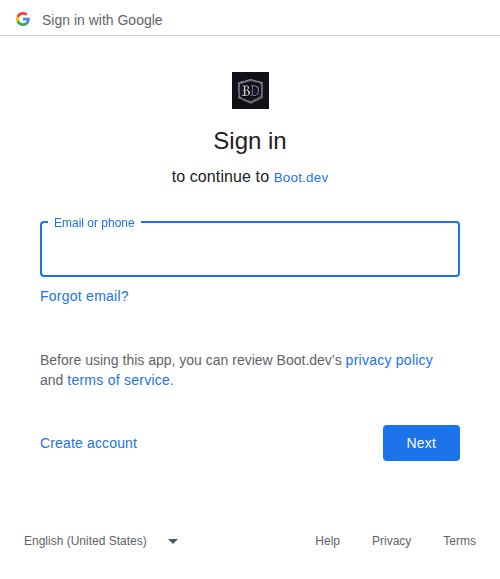 Sign in with Google
BD
Sign in
to continue to Boot.dev
Email or phone
Forgot email?
Before using this app, you can review Boot.dev’s privacy policy
and terms of service.
Create account
Next
English (United States)
Help Privacy Terms